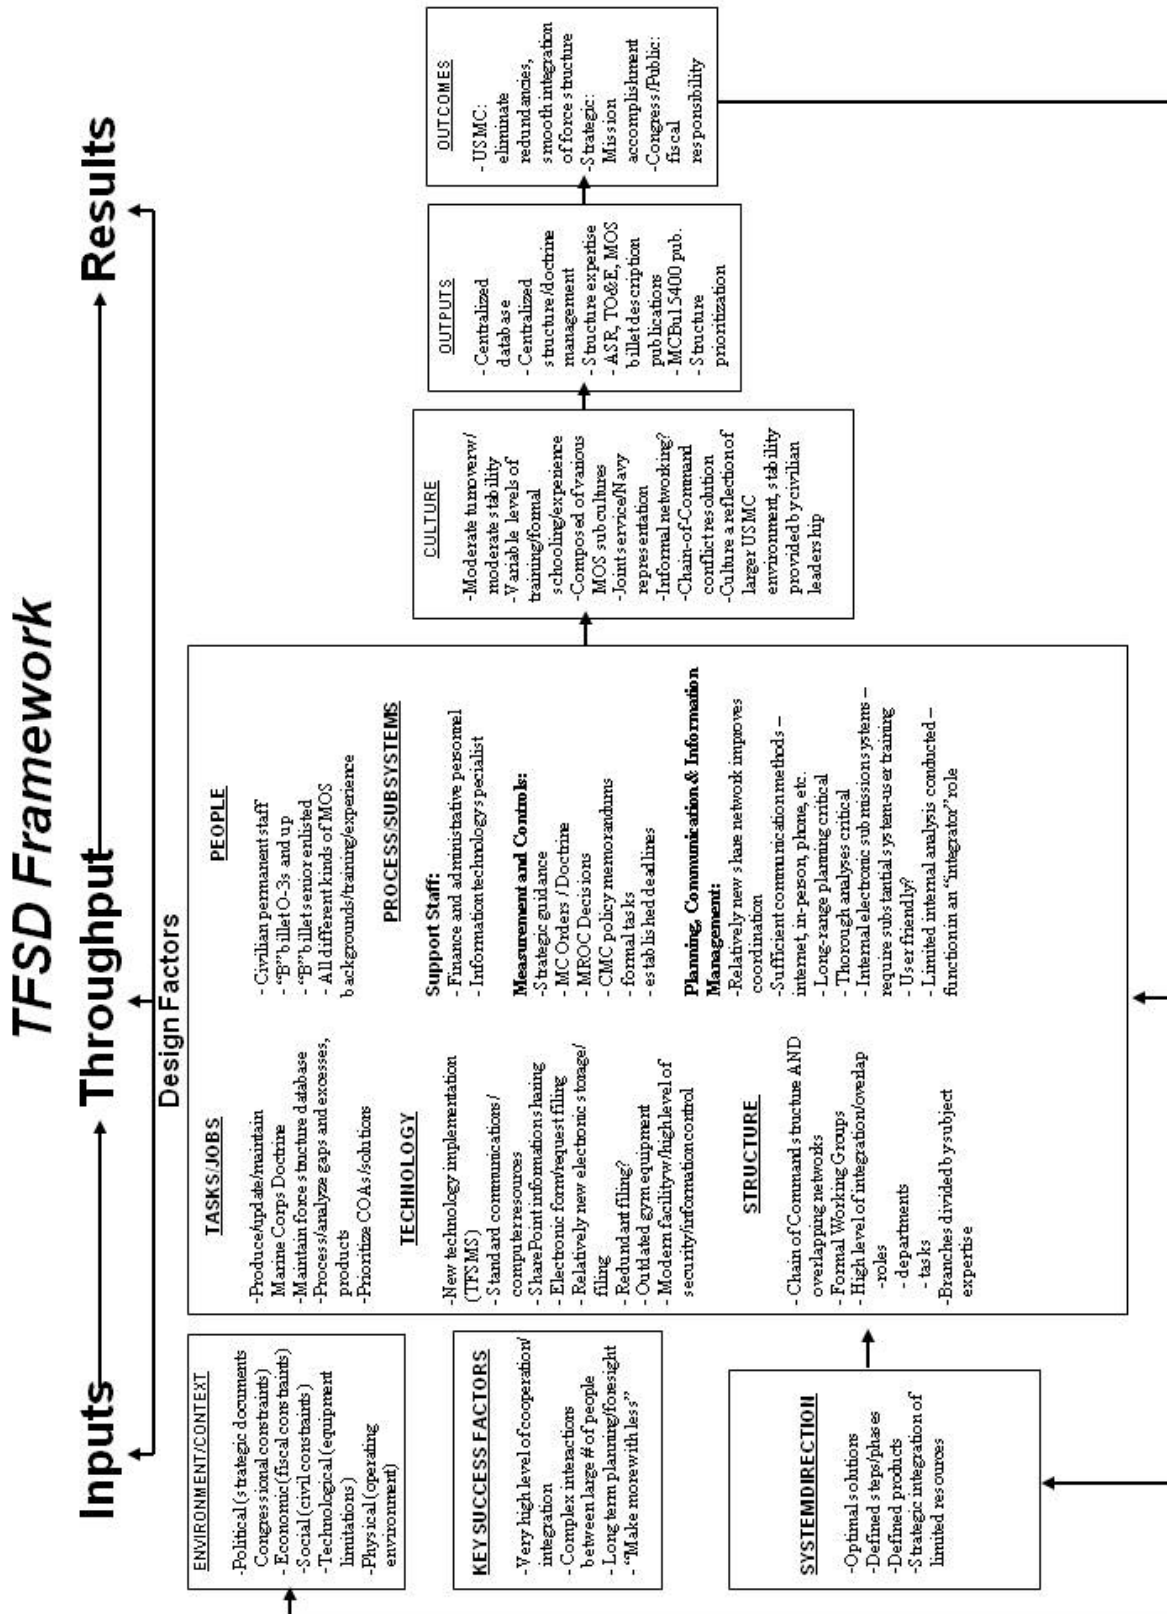 TFSD Framework
Inputs
Throughput
Results
Design Factors
ENVIRONMENT/CONTEXT
-Political (strategic documents
Congressional constraints)
- Economic (fiscal constraints)
-Social (civil constraints)
-Technological (equipment
limitations)
-Physical (operating
environment)
KEY SUCCESS FACTORS
-Very high level of cooperation/
integration
- Complex interactions
between large # of people
- Long term planning/foresight
- "Make more with less"
SYSTEM DIRECTION
-Optimal solutions
-Defined steps/phases
-Defined products
-Strategic integration of
limited resources
TASKS/JOBS
-Produce/update/maintain
Marine Corps Doctrine
-Maintain force structure database
-Process/analyze gaps and excesses,
products
-Prioritize COAs/solutions
TECHNOLOGY
-New technology implementation
(TFSMS)
- Standard communications/
computer resources
- SharePoint information sharing
- Electronic form/request filing
- Relatively new electronic storage/
filing
- Redundant filing?
- Outdated gym equipment
- Modern facility w/high level of
security/information control
STRUCTURE
- Chain of Command structure AND
overlapping networks
- Formal Working Groups
- High level of integration/overlap
-roles
- departments
- tasks
-Branches divided by subject
expertise
PEOPLE
- Civilian permanent staff
- "B" billet O-3s and up
- "B" billet senior enlisted
- All different kinds of MOS
backgrounds/training/experience
PROCESS/SUBSYSTEMS
Support Staff:
- Finance and administrative personnel
- Information technology specialist
Measurement and Controls:
-Strategic guidance
- MC Orders / Doctrine
- MROC Decisions
- CMC policy memorandums
- formal tasks
- established deadlines
Planning, Communication & Information
Management:
-Relatively new share network improves
coordination
-Sufficient communication methods –
internet, in-person, phone, etc.
- Long-range planning critical
- Thorough analyses critical
- Internal electronic submissions systems –
require substantial system-user training
- User friendly?
- Limited internal analysis conducted –
function in an "integrator" role
CULTURE
-Moderate turnover w/
moderate stability
-Variable levels of
training/formal
schooling/experience
-Composed of various
MOS subcultures
-Joint service/Navy
representation
-Informal networking?
-Chain-of-Command
conflict resolution
-Culture a reflection of
larger USMC
environment, stability
provided by civilian
leadership
OUTPUTS
- Centralized
database
- Centralized
structure/doctrine
management
- Structure expertise
- ASR, TO&E, MOS
billet description
publications
- MCBul 5400 pub.
- Structure
prioritization
OUTCOMES
- USMC:
eliminate
redundancies,
smooth integration
of force structure
-Strategic:
Mission
accomplishment
-Congress/Public:
fiscal
responsibility